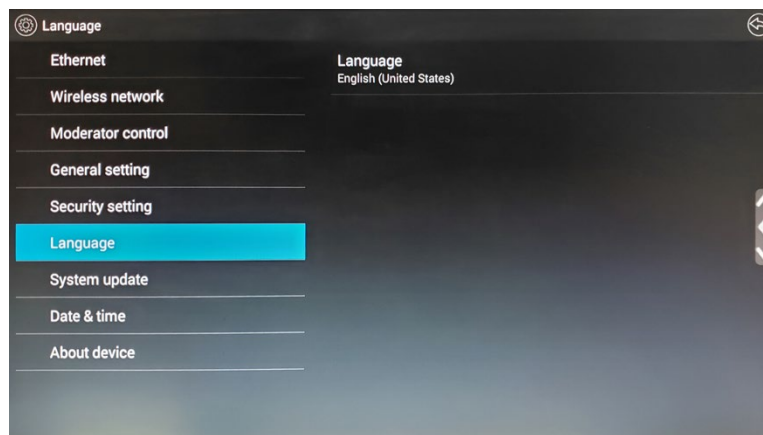 Language
Ethernet
Wireless network
Moderator control
General setting
Security setting
Language
System update
Date & time
About device
Language
English (United States)